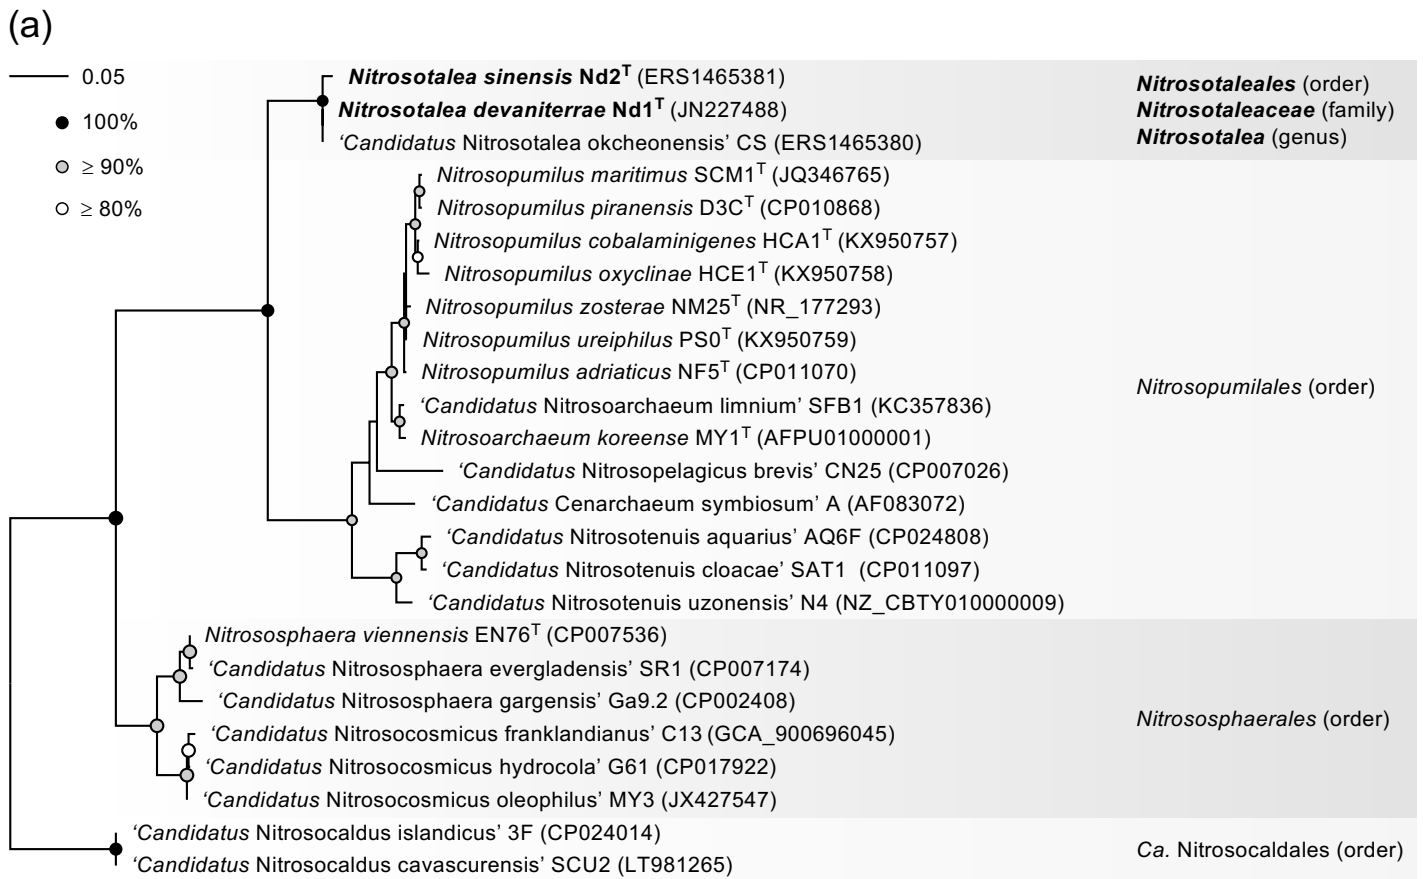 (a)
0.05
100%
≥ 90%
≥ 80%
Nitrosotalea sinensis Nd2T (ERS1465381)
Nitrosotalea devaniterrae Nd1T (JN227488)
‘Candidatus Nitrosotalea okcheonensis’ CS (ERS1465380)
Nitrosotaleales (order)
Nitrosotaleaceae (family)
Nitrosotalea (genus)
Nitrosopumilus maritimus SCM1T (JQ346765)
Nitrosopumilus piranensis D3CT (CP010868)
Nitrosopumilus cobalaminigenes HCA1T (KX950757)
Nitrosopumilus oxyclinae HCE1T (KX950758)
Nitrosopumilus zosterae NM25T (NR_177293)
Nitrosopumilus ureiphilus PS0T (KX950759)
Nitrosopumilus adriaticus NF5T (CP011070)
‘Candidatus Nitrosoarchaeum limnium’ SFB1 (KC357836)
Nitrosoarchaeum koreense MY1T (AFPU01000001)
‘Candidatus Nitrosopelagicus brevis’ CN25 (CP007026)
‘Candidatus Cenarchaeum symbiosum’ A (AF083072)
‘Candidatus Nitrosotenuis aquarius’ AQ6F (CP024808)
‘Candidatus Nitrosotenuis cloacae’ SAT1 (CP011097)
‘Candidatus Nitrosotenuis uzonensis’ N4 (NZ_CBTY010000009)
Nitrosopumilales (order)
Nitrososphaera viennensis EN76T (CP007536)
‘Candidatus Nitrososphaera evergladensis’ SR1 (CP007174)
‘Candidatus Nitrososphaera gargensis’ Ga9.2 (CP002408)
‘Candidatus Nitrosocosmicus franklandianus’ C13 (GCA_900696045)
‘Candidatus Nitrosocosmicus hydrocola’ G61 (CP017922)
‘Candidatus Nitrosocosmicus oleophilus’ MY3 (JX427547)
Nitrososphaerales (order)
‘Candidatus Nitrosocaldus islandicus’ 3F (CP024014)
‘Candidatus Nitrosocaldus cavascurensis’ SCU2 (LT981265)
Ca. Nitrosocaldales (order)